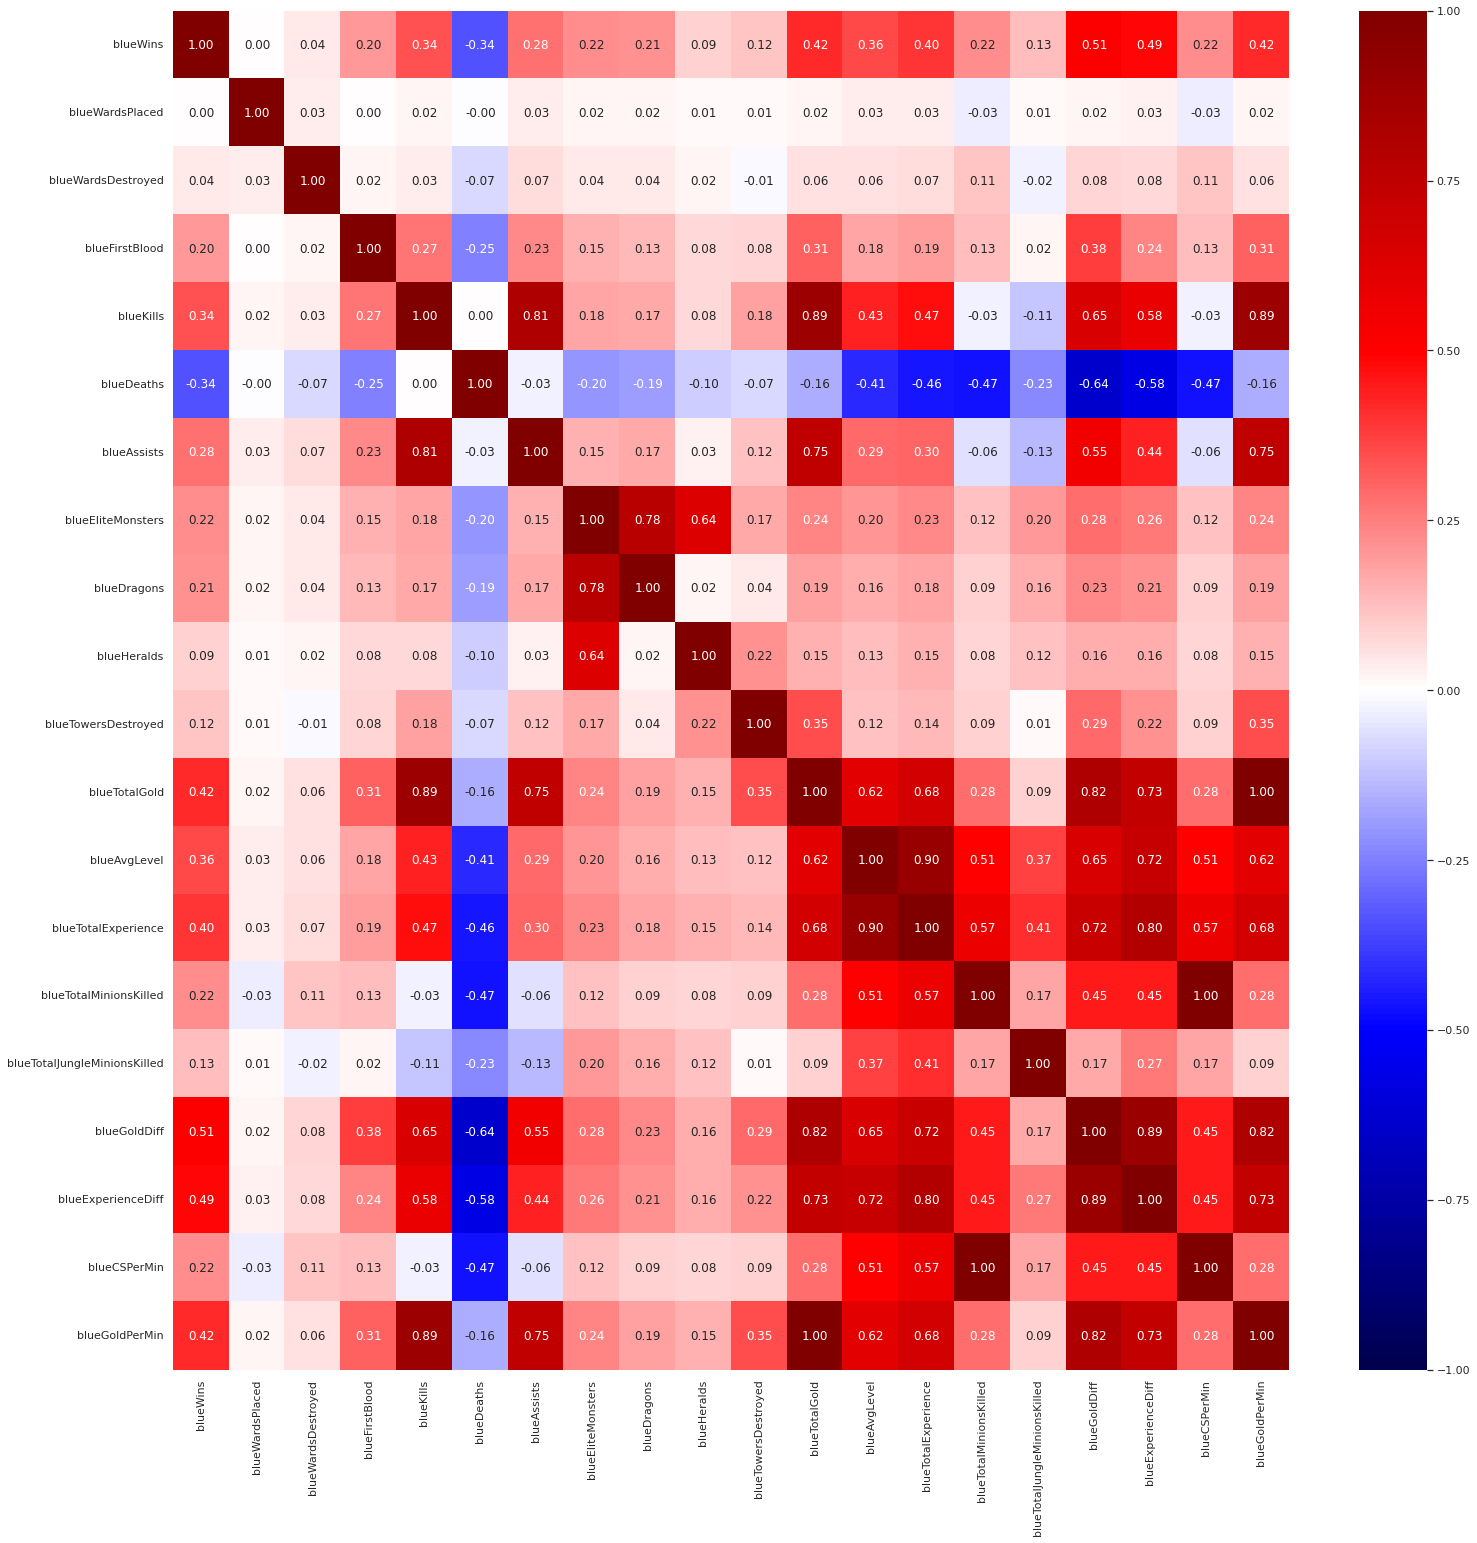 blueWins 1.00 0.00 0.04 0.20 0.34 -0.34 0.28 0.22 0.21 0.09 0.12 0.42 0.36 0.40 0.22 0.13 0.51 0.49 0.22 0.42
blueWardsPlaced 0.00 1.00 0.03 0.00 0.02 -0.00 0.03 0.02 0.02 0.01 0.01 0.02 0.03 0.03 -0.03 0.01 0.02 0.03 -0.03 0.02
blueWardsDestroyed 0.04 0.03 1.00 0.02 0.03 -0.07 0.07 0.04 0.04 0.02 -0.01 0.06 0.06 0.07 0.11 -0.02 0.08 0.08 0.11 0.06
blueFirstBlood 0.20 0.00 0.02 1.00 0.27 -0.25 0.23 0.15 0.13 0.08 0.08 0.31 0.18 0.19 0.13 0.02 0.38 0.24 0.13 0.31
blueKills 0.34 0.02 0.03 0.27 1.00 0.00 0.81 0.18 0.17 0.08 0.18 0.89 0.43 0.47 -0.03 -0.11 0.65 0.58 -0.03 0.89
blueDeaths -0.34 -0.00 -0.07 -0.25 0.00 1.00 -0.03 -0.20 -0.19 -0.10 -0.07 -0.16 -0.41 -0.46 -0.47 -0.23 -0.64 -0.58 -0.47 -0.16
blueAssists 0.28 0.03 0.07 0.23 0.81 -0.03 1.00 0.15 0.17 0.03 0.12 0.75 0.29 0.30 -0.06 -0.13 0.55 0.44 -0.06 0.75
blueEliteMonsters 0.22 0.02 0.04 0.15 0.18 -0.20 0.15 1.00 0.78 0.64 0.17 0.24 0.20 0.23 0.12 0.20 0.28 0.26 0.12 0.24
blueDragons 0.21 0.02 0.04 0.13 0.17 -0.19 0.17 0.78 1.00 0.02 0.04 0.19 0.16 0.18 0.09 0.16 0.23 0.21 0.09 0.19
blueHeralds 0.09 0.01 0.02 0.08 0.08 -0.10 0.03 0.64 0.02 1.00 0.22 0.15 0.13 0.15 0.08 0.12 0.16 0.16 0.08 0.15
blueTowersDestroyed 0.12 0.01 -0.01 0.08 0.18 -0.07 0.12 0.17 0.04 0.22 1.00 0.35 0.12 0.14 0.09 0.01 0.29 0.22 0.09 0.35
blueTotalGold 0.42 0.02 0.06 0.31 0.89 -0.16 0.75 0.24 0.19 0.15 0.35 1.00 0.62 0.68 0.28 0.09 0.82 0.73 0.28 1.00
blueAvgLevel 0.36 0.03 0.06 0.18 0.43 -0.41 0.29 0.20 0.16 0.13 0.12 0.62 1.00 0.90 0.51 0.37 0.65 0.72 0.51 0.62
blueTotalExperience 0.40 0.03 0.07 0.19 0.47 -0.46 0.30 0.23 0.18 0.15 0.14 0.68 0.90 1.00 0.57 0.41 0.72 0.80 0.57 0.68
blueTotalMinionsKilled 0.22 -0.03 0.11 0.13 -0.03 -0.47 -0.06 0.12 0.09 0.08 0.09 0.28 0.51 0.57 1.00 0.17 0.45 0.45 1.00 0.28
blueTotalJungleMinionsKilled 0.13 0.01 -0.02 0.02 -0.11 -0.23 -0.13 0.20 0.16 0.12 0.01 0.09 0.37 0.41 0.17 1.00 0.17 0.27 0.17 0.09
blueGoldDiff 0.51 0.02 0.08 0.38 0.65 -0.64 0.55 0.28 0.23 0.16 0.29 0.82 0.65 0.72 0.45 0.17 1.00 0.89 0.45 0.82
blueExperienceDiff 0.49 0.03 0.08 0.24 0.58 -0.58 0.44 0.26 0.21 0.16 0.22 0.73 0.72 0.80 0.45 0.27 0.89 1.00 0.45 0.73
blueCSPerMin 0.22 -0.03 0.11 0.13 -0.03 -0.47 -0.06 0.12 0.09 0.08 0.09 0.28 0.51 0.57 1.00 0.17 0.45 0.45 1.00 0.28
blueGoldPerMin 0.42 0.02 0.06 0.31 0.89 -0.16 0.75 0.24 0.19 0.15 0.35 1.00 0.62 0.68 0.28 0.09 0.82 0.73 0.28 1.00
blueWins
blueWardsPlaced
blueWardsDestroyed
blueFirstBlood
blueKills
blueDeaths
blueAssists
blueEliteMonsters
blueDragons
blueHeralds
blueTowersDestroyed
blueTotalGold
blueAvgLevel
blueTotalExperience
blueTotalMinionsKilled
blueTotalJungleMinionsKilled
blueGoldDiff
blueExperienceDiff
blueCSPerMin
blueGoldPerMin
1.00
0.75
0.50
0.25
0.00
−0.25
−0.50
−0.75
−1.00